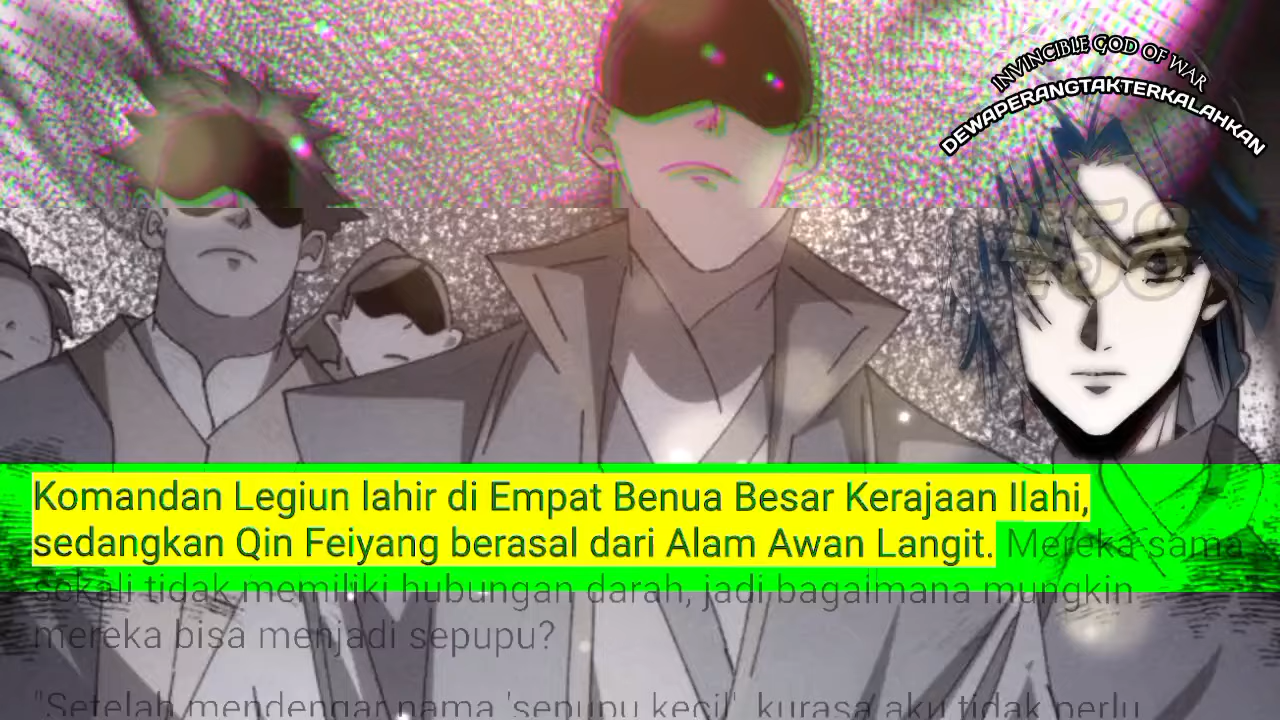 INVINCIBLE GOD OF WAR
DEWAPERANGTAKTERKALAHKAN
Komandan Legiun lahir di Empat Benua Besar Kerajaan Ilahi,
sedangkan Qin Feiyang berasal dari Alam Awan Langit. Mereka sama
sekali tidak memiliki hubungan darah, jadi bagaimana mungkin
mereka bisa menjadi sepupu?
"Setelah mendengar nama 'sepupu kecil', kurasa aku tidak perlu